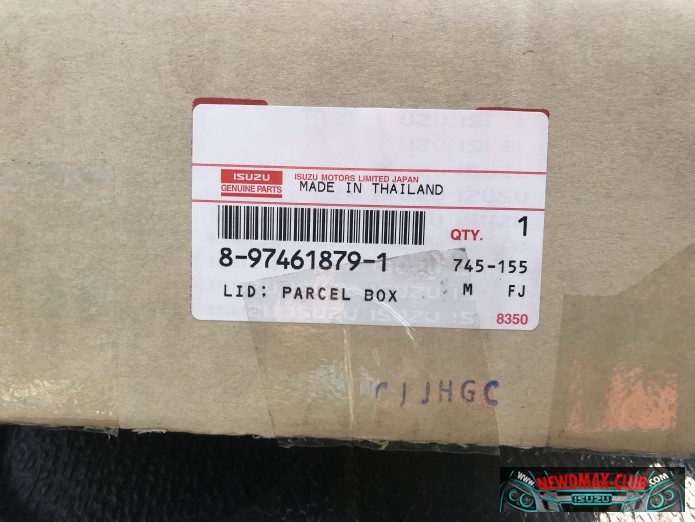 ISUZU
GENUINE PARTS
ISUZU MOTORS LIMITED JAPAN
MADE IN THAILAND
QTY. 1
8-97461879-1
745-155
LID; PARCEL BOX
M FJ
8350
WWW.NEWDMAX-CLUB.COM
ISUZU